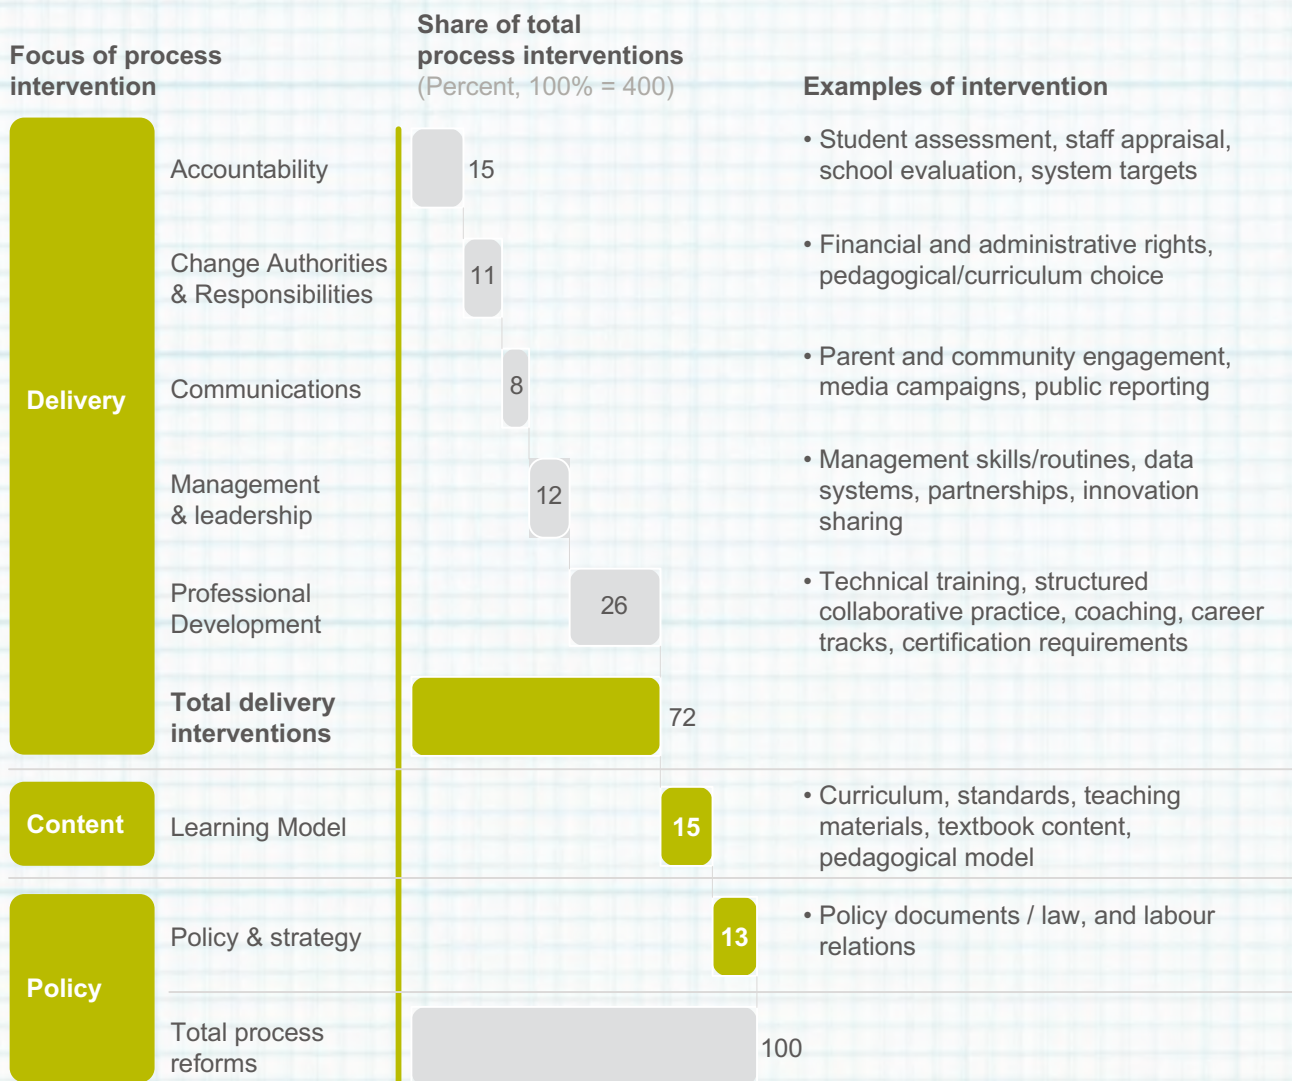 Focus of process
intervention
Share of total
process interventions
(Percent, 100% = 400)
Examples of intervention
Delivery
Accountability
15
• Student assessment, staff appraisal,
school evaluation, system targets
Change Authorities
& Responsibilities
11
• Financial and administrative rights,
pedagogical/curriculum choice
Communications
8
• Parent and community engagement,
media campaigns, public reporting
Management
& leadership
12
• Management skills/routines, data
systems, partnerships, innovation
sharing
Professional
Development
26
• Technical training, structured
collaborative practice, coaching, career
tracks, certification requirements
Total delivery
interventions
72
Content
Learning Model
15
• Curriculum, standards, teaching
materials, textbook content,
pedagogical model
Policy
Policy & strategy
13
• Policy documents / law, and labour
relations
Total process
reforms
100